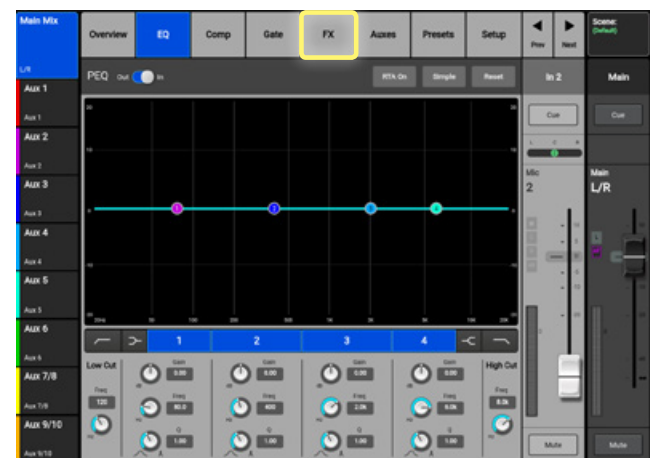 Main Mix
L/R
Overview
EQ
Comp
Gate
FX
Auxes
Presets
Setup
Prev
Next
Scene:
(Default)
PEQ Out In
RTA On
Simple
Reset
In 2
Main
Aux 1
Aux 1
Aux 2
Aux 2
Aux 3
Aux 3
Aux 4
Aux 4
Aux 5
Aux 5
Aux 6
Aux 6
Aux 7/8
Aux 7/8
Aux 9/10
Aux 9/10
Cue
Cue
L C R
Mic
2
Main
L/R
1 2 3 4
Low Cut
Gain
0.00
Gain
0.00
Gain
0.00
Gain
0.00
High Cut
Freq
120
Freq
80.0
Freq
400
Freq
2.0k
Freq
9.0k
Freq
8.0k
Q
1.00
Q
1.00
Q
1.00
Q
1.00
Mute
Mute